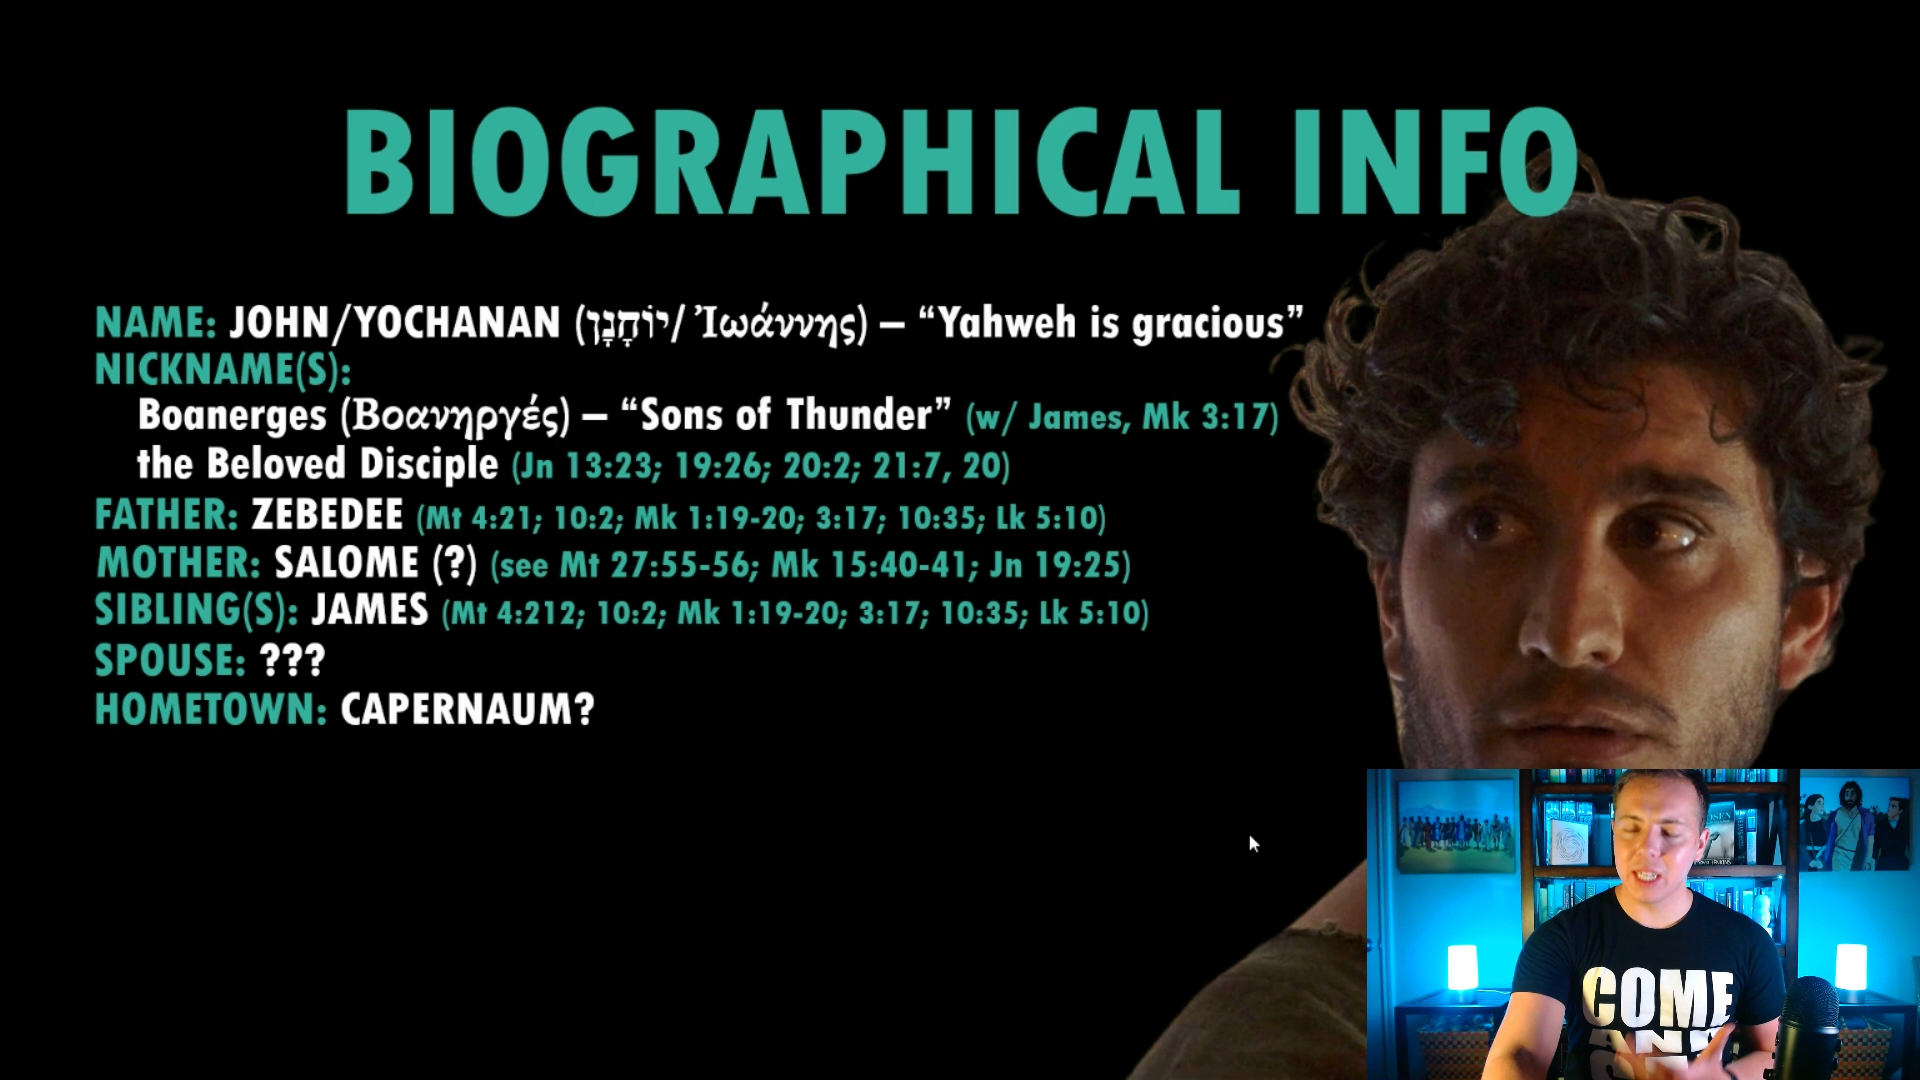 BIOGRAPHICAL INFO
NAME: JOHN/YOCHANAN (יוֹחָנָן/ Ἰωάννης) – “Yahweh is gracious”
NICKNAME(S):
Boanerges (Βοανηργές) – “Sons of Thunder” (w/ James, Mk 3:17)
the Beloved Disciple (Jn 13:23; 19:26; 20:2; 21:7, 20)
FATHER: ZEBEDEE (Mt 4:21; 10:2; Mk 1:19-20; 3:17; 10:35; Lk 5:10)
MOTHER: SALOME (?) (see Mt 27:55-56; Mk 15:40-41; Jn 19:25)
SIBLING(S): JAMES (Mt 4:212; 10:2; Mk 1:19-20; 3:17; 10:35; Lk 5:10)
SPOUSE: ???
HOMETOWN: CAPERNAUM?
COME
AND